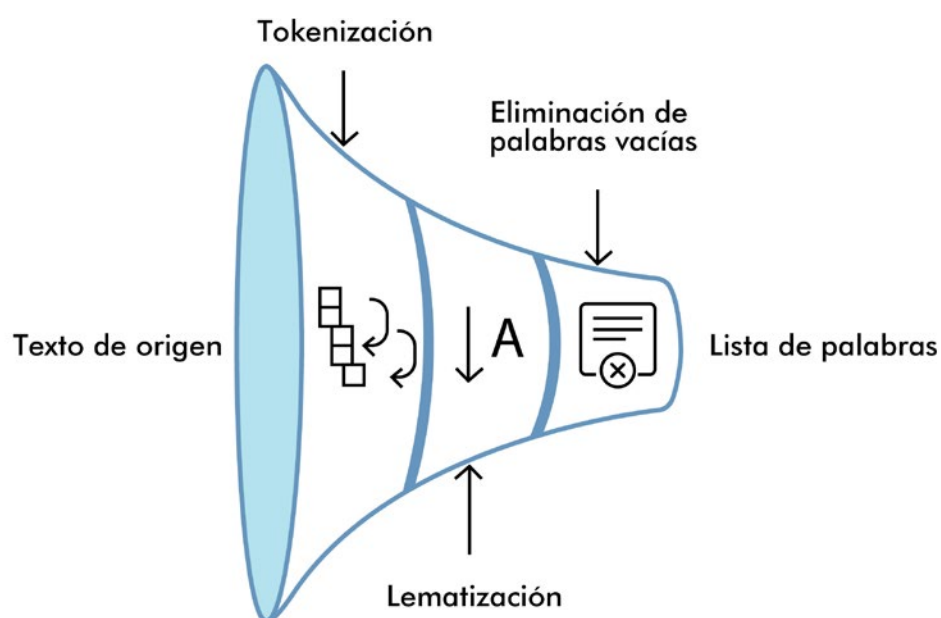 Tokenización
Eliminación de
palabras vacías
Texto de origen
A
Lista de palabras
Lematización